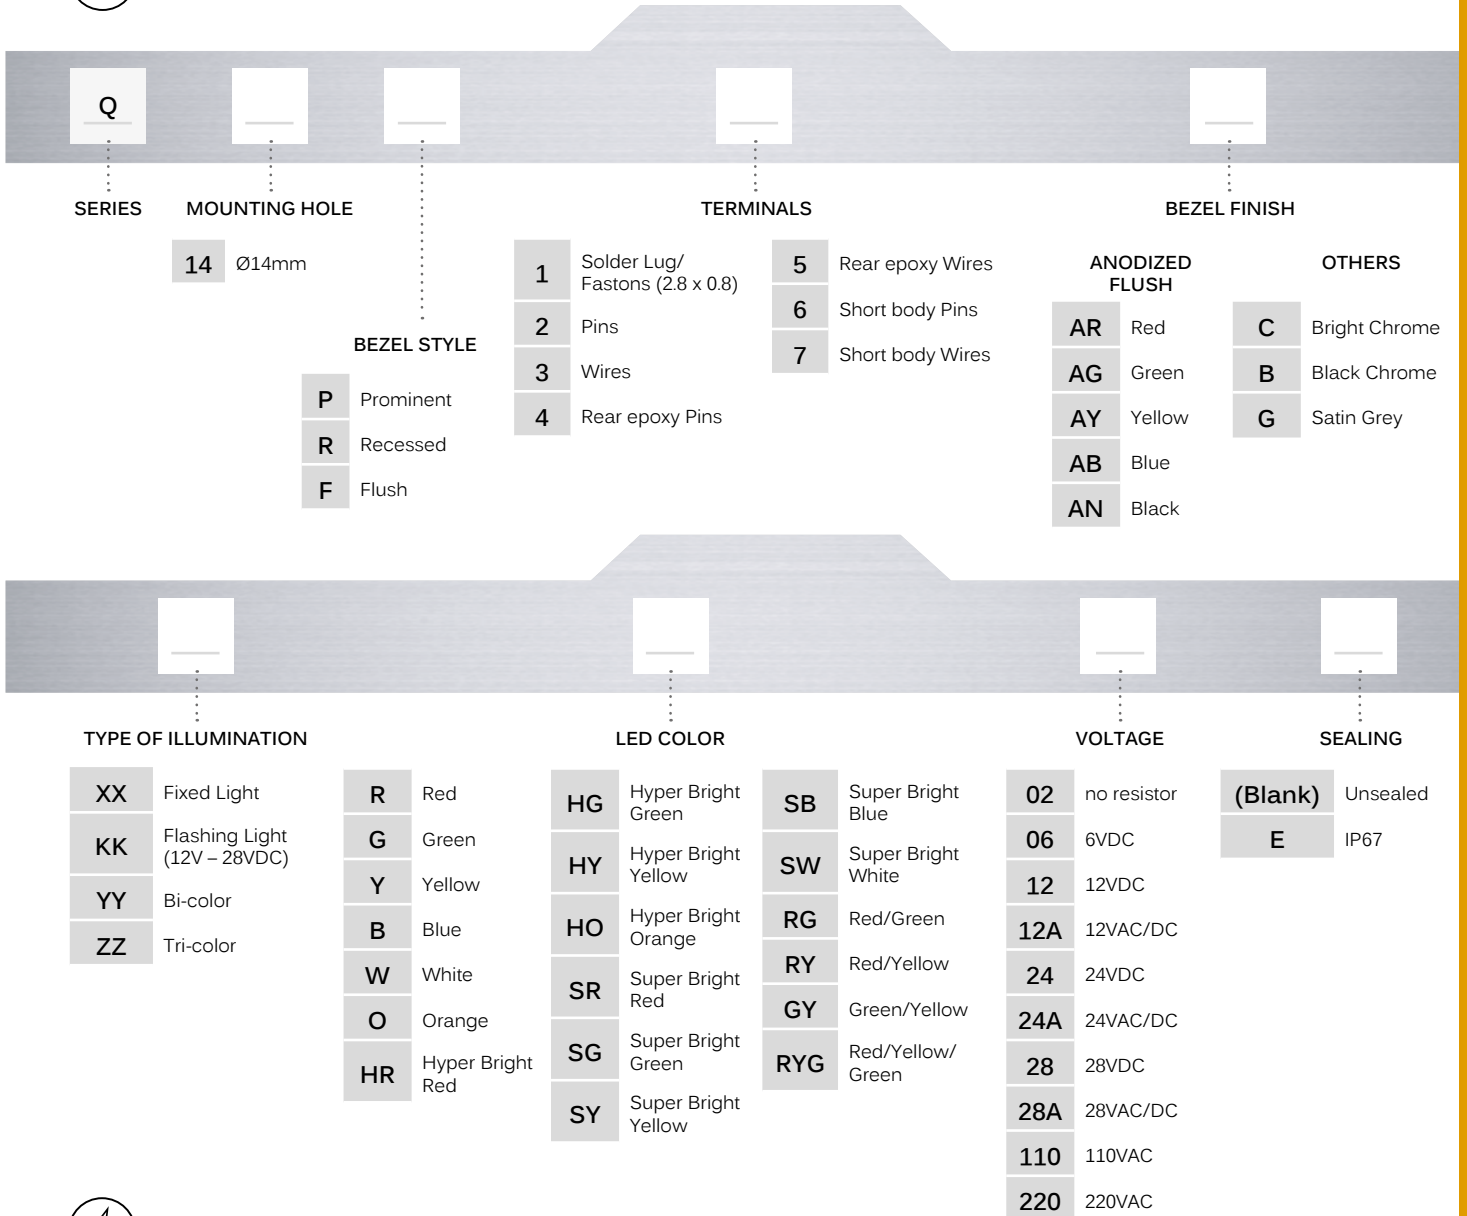 Q
SERIES
MOUNTING HOLE
14 Ø14mm
BEZEL STYLE
P Prominent
R Recessed
F Flush
TERMINALS
1 Solder Lug/
Fastons (2.8 x 0.8)
2 Pins
3 Wires
4 Rear epoxy Pins
5 Rear epoxy Wires
6 Short body Pins
7 Short body Wires
BEZEL FINISH
ANODIZED
FLUSH
AR Red
AG Green
AY Yellow
AB Blue
AN Black
OTHERS
C Bright Chrome
B Black Chrome
G Satin Grey
TYPE OF ILLUMINATION
XX Fixed Light
KK Flashing Light
(12V – 28VDC)
YY Bi-color
ZZ Tri-color
LED COLOR
R Red
G Green
Y Yellow
B Blue
W White
O Orange
HR Hyper Bright
Red
HG Hyper Bright
Green
HY Hyper Bright
Yellow
HO Hyper Bright
Orange
SR Super Bright
Red
SG Super Bright
Green
SY Super Bright
Yellow
SB Super Bright
Blue
SW Super Bright
White
RG Red/Green
RY Red/Yellow
GY Green/Yellow
RYG Red/Yellow/
Green
VOLTAGE
02 no resistor
06 6VDC
12 12VDC
12A 12VAC/DC
24 24VDC
24A 24VAC/DC
28 28VDC
28A 28VAC/DC
110 110VAC
220 220VAC
SEALING
(Blank) Unsealed
E IP67